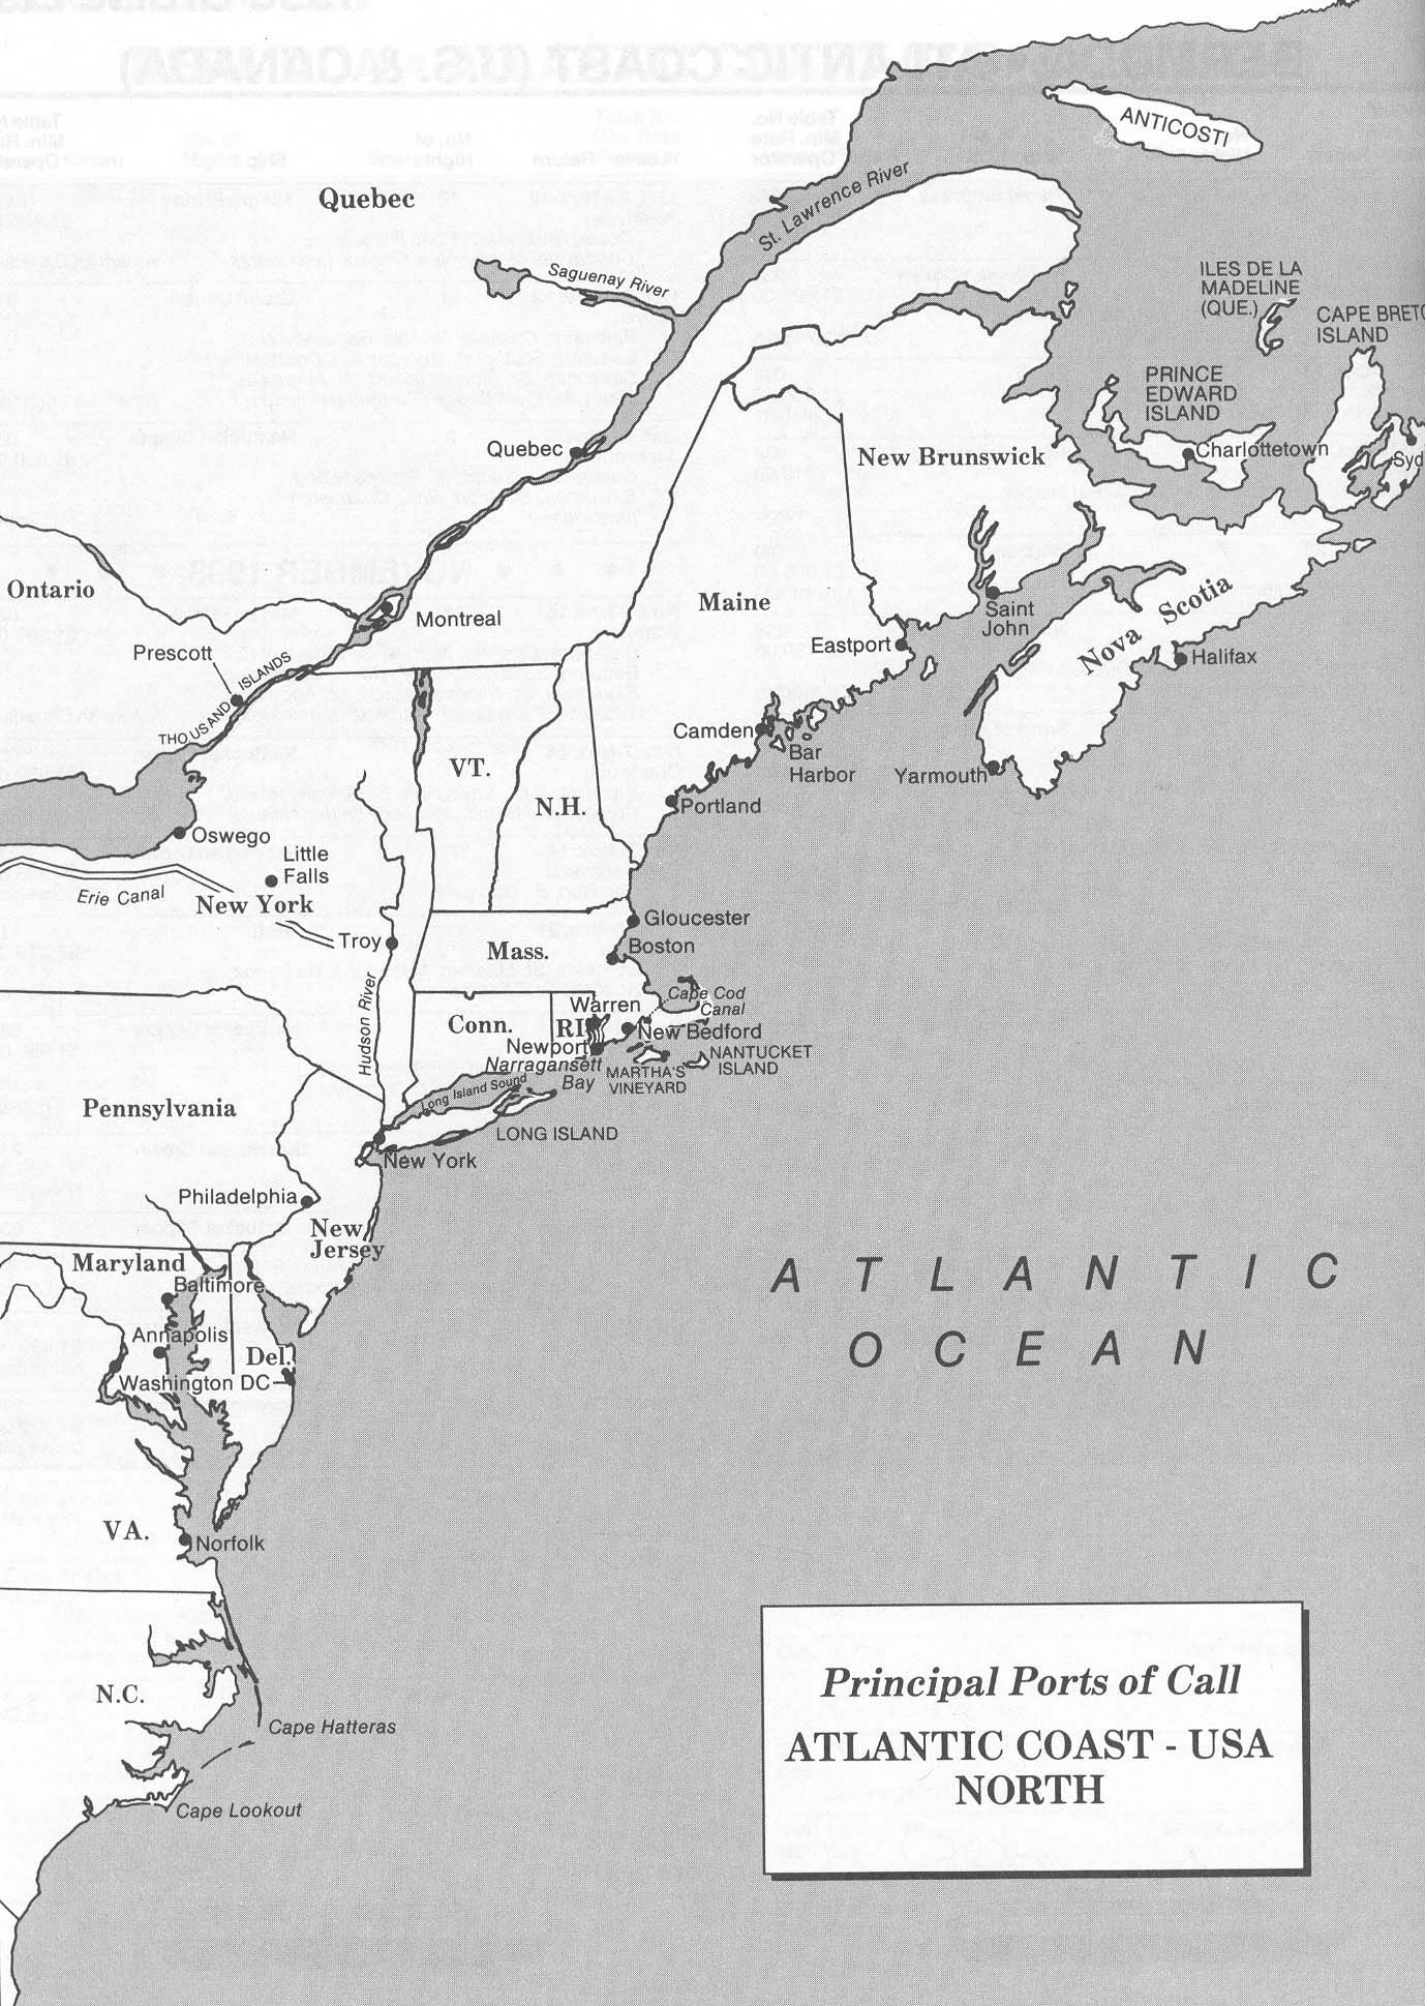 ANTICOSTI
Quebec
St. Lawrence River
Saguenay River
ILES DE LA
MADELINE
(QUE.)
CAPE BRETO
ISLAND
PRINCE
EDWARD
ISLAND
Quebec
New Brunswick
Charlottetown
Syd
Ontario
Montreal
Maine
Saint
John
Nova Scotia
Prescott
THOUSAND ISLANDS
Eastport
Halifax
Camden
Bar
Harbor
Yarmouth
VT.
N.H.
Portland
Oswego
Little
Falls
Erie Canal
New York
Troy
Gloucester
Mass.
Boston
Hudson River
Cape Cod
Canal
Warren
Conn.
RI
New Bedford
Newport
Narragansett
Bay
MARTHA'S
VINEYARD
NANTUCKET
ISLAND
Long Island Sound
Pennsylvania
LONG ISLAND
New York
Philadelphia
New
Jersey
Maryland
Baltimore
Annapolis
Del.
Washington DC
ATLANTIC
OCEAN
VA.
Norfolk
N.C.
Cape Hatteras
Cape Lookout
Principal Ports of Call
ATLANTIC COAST - USA
NORTH